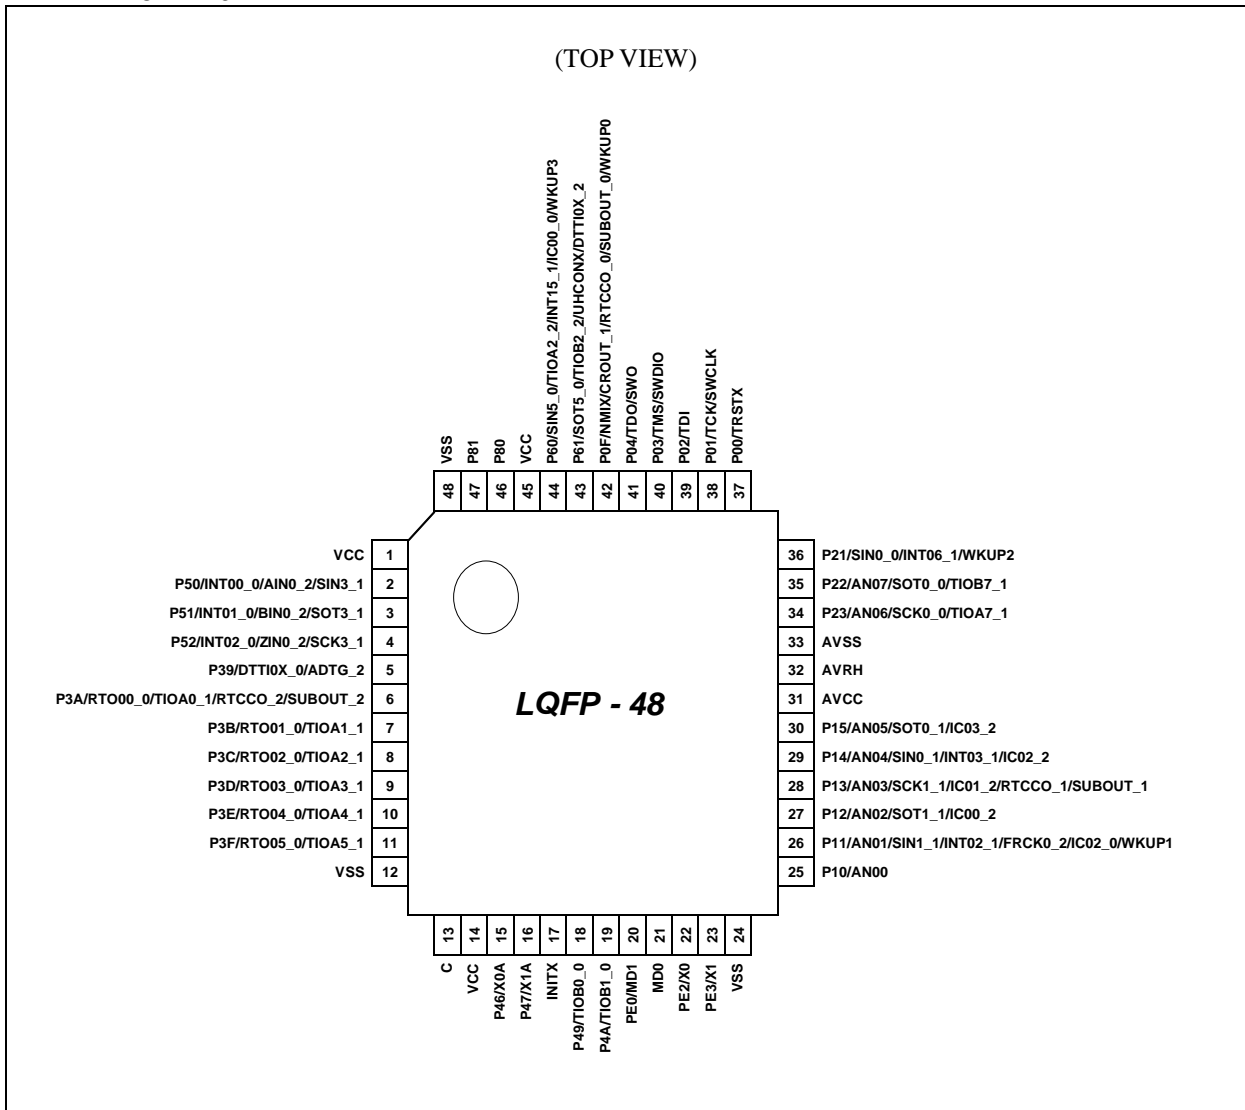 (TOP VIEW)
VSS
P81
P80
VCC
P60/SIN5_0/TIOA2_2/INT15_1/IC00_0/WKUP3
P61/SOT5_0/TIOB2_2/UHCONX/DTTI0X_2
P0F/NMIX/CROUT_1/RTCCO_0/SUBOUT_0/WKUP0
P04/TDO/SWO
P03/TMS/SWDIO
P02/TDI
P01/TCK/SWCLK
P00/TRSTX
48 47 46 45 44 43 42 41 40 39 38 37
VCC 1
P50/INT00_0/AIN0_2/SIN3_1 2
P51/INT01_0/BIN0_2/SOT3_1 3
P52/INT02_0/ZIN0_2/SCK3_1 4
P39/DTTI0X_0/ADTG_2 5
P3A/RTO00_0/TIOA0_1/RTCCO_2/SUBOUT_2 6
P3B/RTO01_0/TIOA1_1 7
P3C/RTO02_0/TIOA2_1 8
P3D/RTO03_0/TIOA3_1 9
P3E/RTO04_0/TIOA4_1 10
P3F/RTO05_0/TIOA5_1 11
VSS 12
LQFP - 48
36 P21/SIN0_0/INT06_1/WKUP2
35 P22/AN07/SOT0_0/TIOB7_1
34 P23/AN06/SCK0_0/TIOA7_1
33 AVSS
32 AVRH
31 AVCC
30 P15/AN05/SOT0_1/IC03_2
29 P14/AN04/SIN0_1/INT03_1/IC02_2
28 P13/AN03/SCK1_1/IC01_2/RTCCO_1/SUBOUT_1
27 P12/AN02/SOT1_1/IC00_2
26 P11/AN01/SIN1_1/INT02_1/FRCK0_2/IC02_0/WKUP1
25 P10/AN00
13 14 15 16 17 18 19 20 21 22 23 24
C
VCC
P46/X0A
P47/X1A
INITX
P49/TIOB0_0
P4A/TIOB1_0
PE0/MD1
MD0
PE2/X0
PE3/X1
VSS